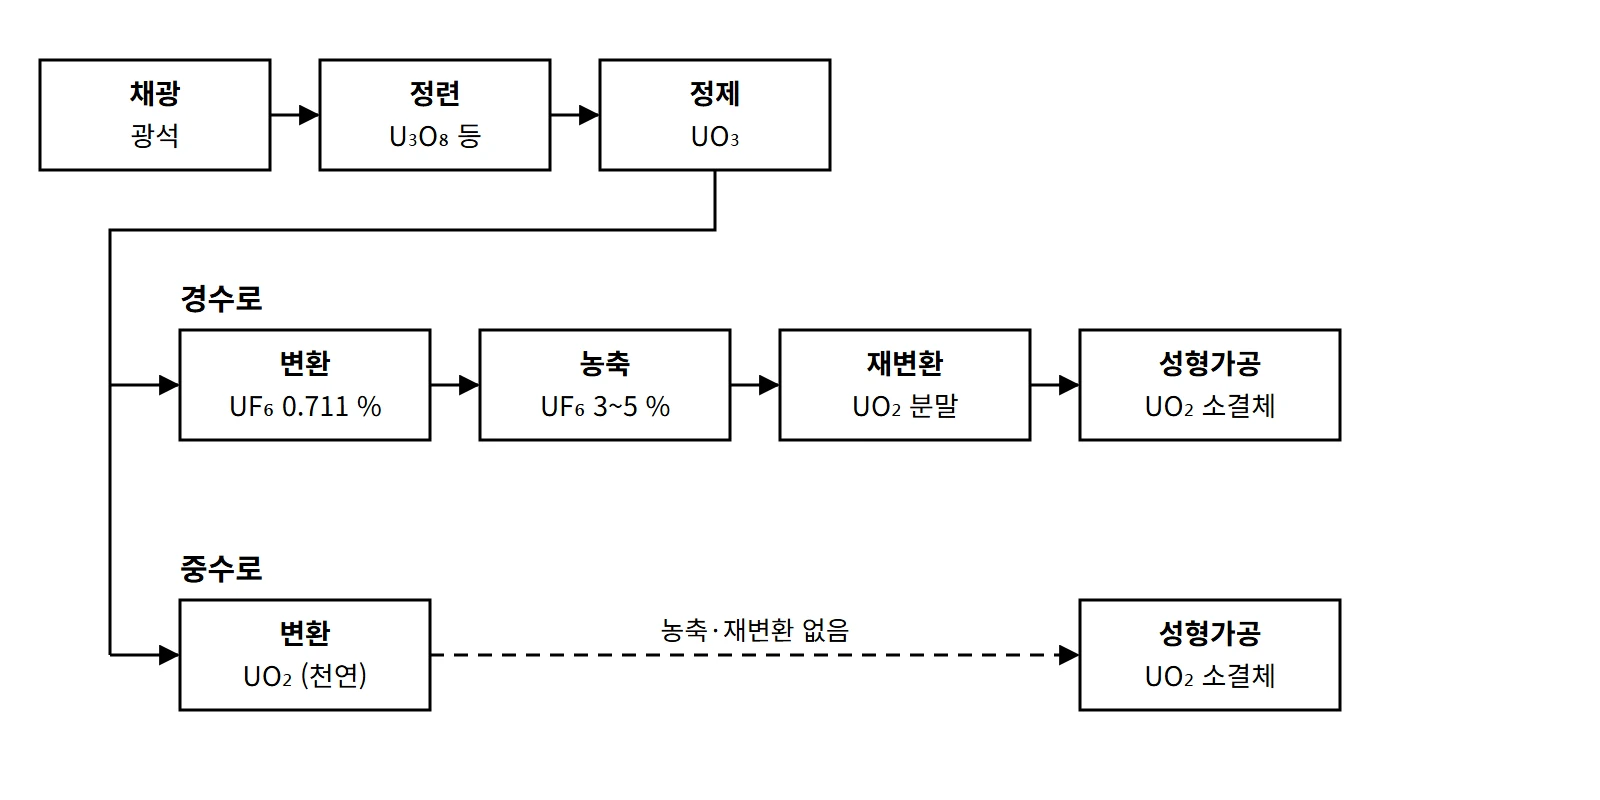 채광
광석
정련
U₃O₈ 등
정제
UO₃
경수로
변환
UF₆ 0.711 %
농축
UF₆ 3~5 %
재변환
UO₂ 분말
성형가공
UO₂ 소결체
중수로
변환
UO₂ (천연)
농축·재변환 없음
성형가공
UO₂ 소결체